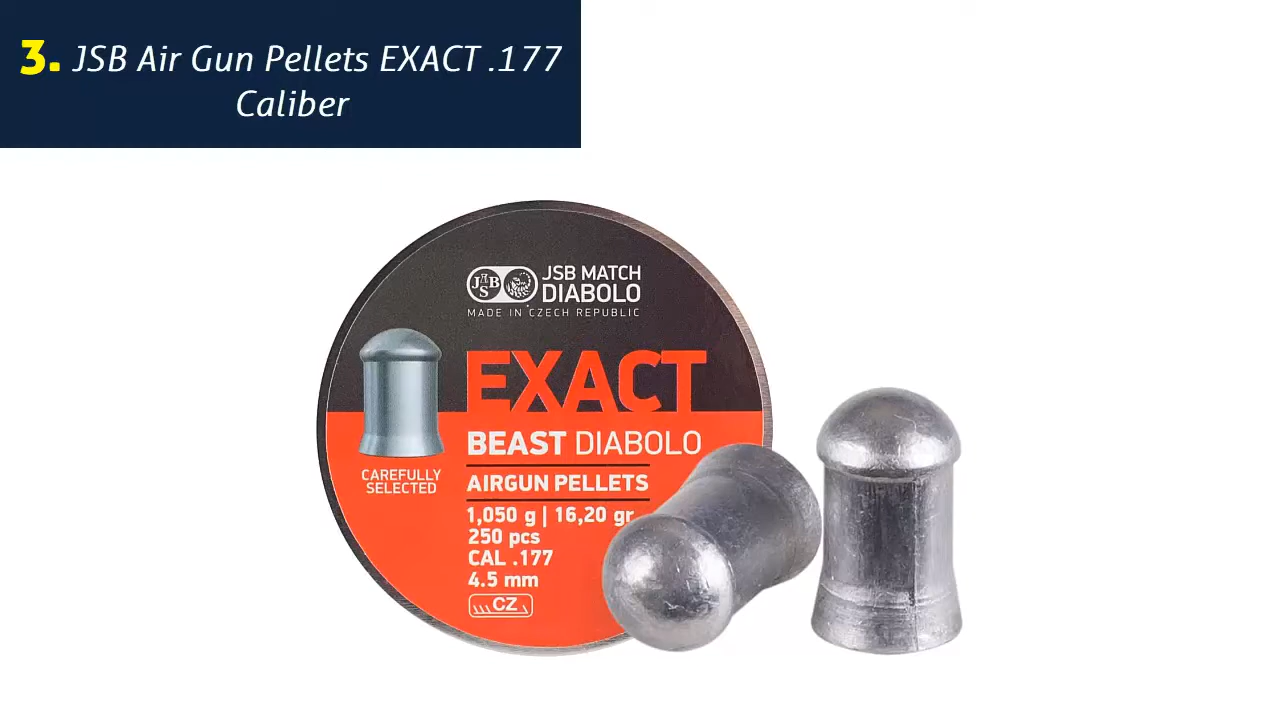 3. JSB Air Gun Pellets EXACT .177
Caliber
JSB
JSB MATCH
DIABOLO
MADE IN CZECH REPUBLIC
EXACT
BEAST DIABOLO
CAREFULLY
SELECTED
AIRGUN PELLETS
1,050 g | 16,20 gr
250 pcs
CAL .177
4.5 mm
CZ